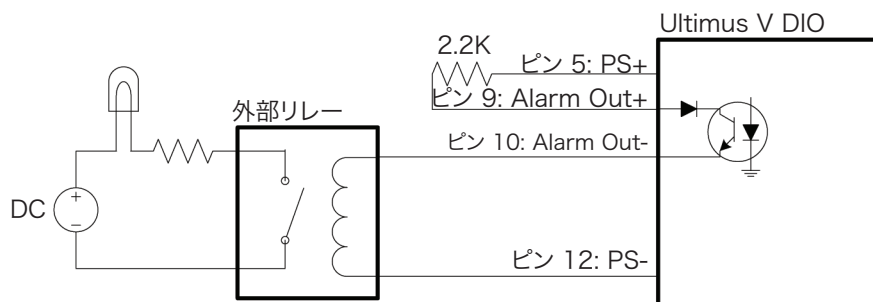 Ultimus V DIO
2.2K
ピン 5: PS+
ピン 9: Alarm Out+
外部リレー
ピン 10: Alarm Out-
DC
+
−
ピン 12: PS-